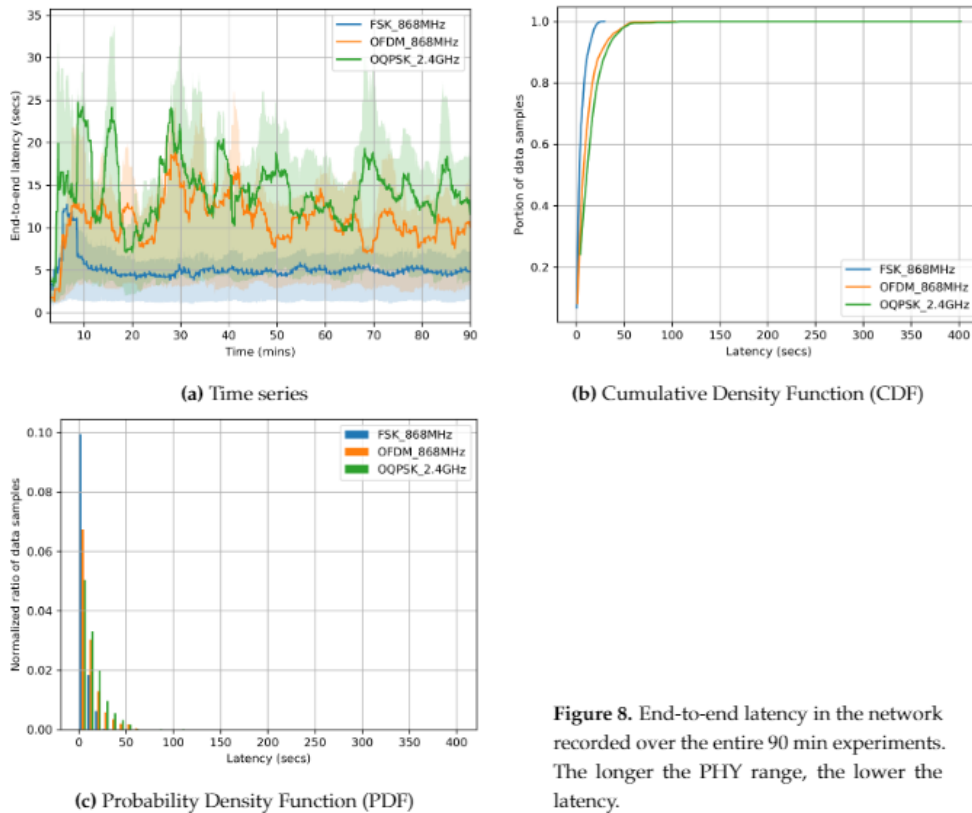 35
30
25
20
15
10
5
0
End-to-end latency (secs)
FSK_868MHz
OFDM_868MHz
OQPSK_2.4GHz
10 20 30 40 50 60 70 80 90
Time (mins)
(a) Time series
1.0
0.8
0.6
0.4
0.2
Portion of data samples
FSK_868MHz
OFDM_868MHz
OQPSK_2.4GHz
0 50 100 150 200 250 300 350 400
Latency (secs)
(b) Cumulative Density Function (CDF)
0.10
0.08
0.06
0.04
0.02
0.00
Normalized ratio of data samples
FSK_868MHz
OFDM_868MHz
OQPSK_2.4GHz
0 50 100 150 200 250 300 350 400
Latency (secs)
(c) Probability Density Function (PDF)
Figure 8. End-to-end latency in the network
recorded over the entire 90 min experiments.
The longer the PHY range, the lower the
latency.